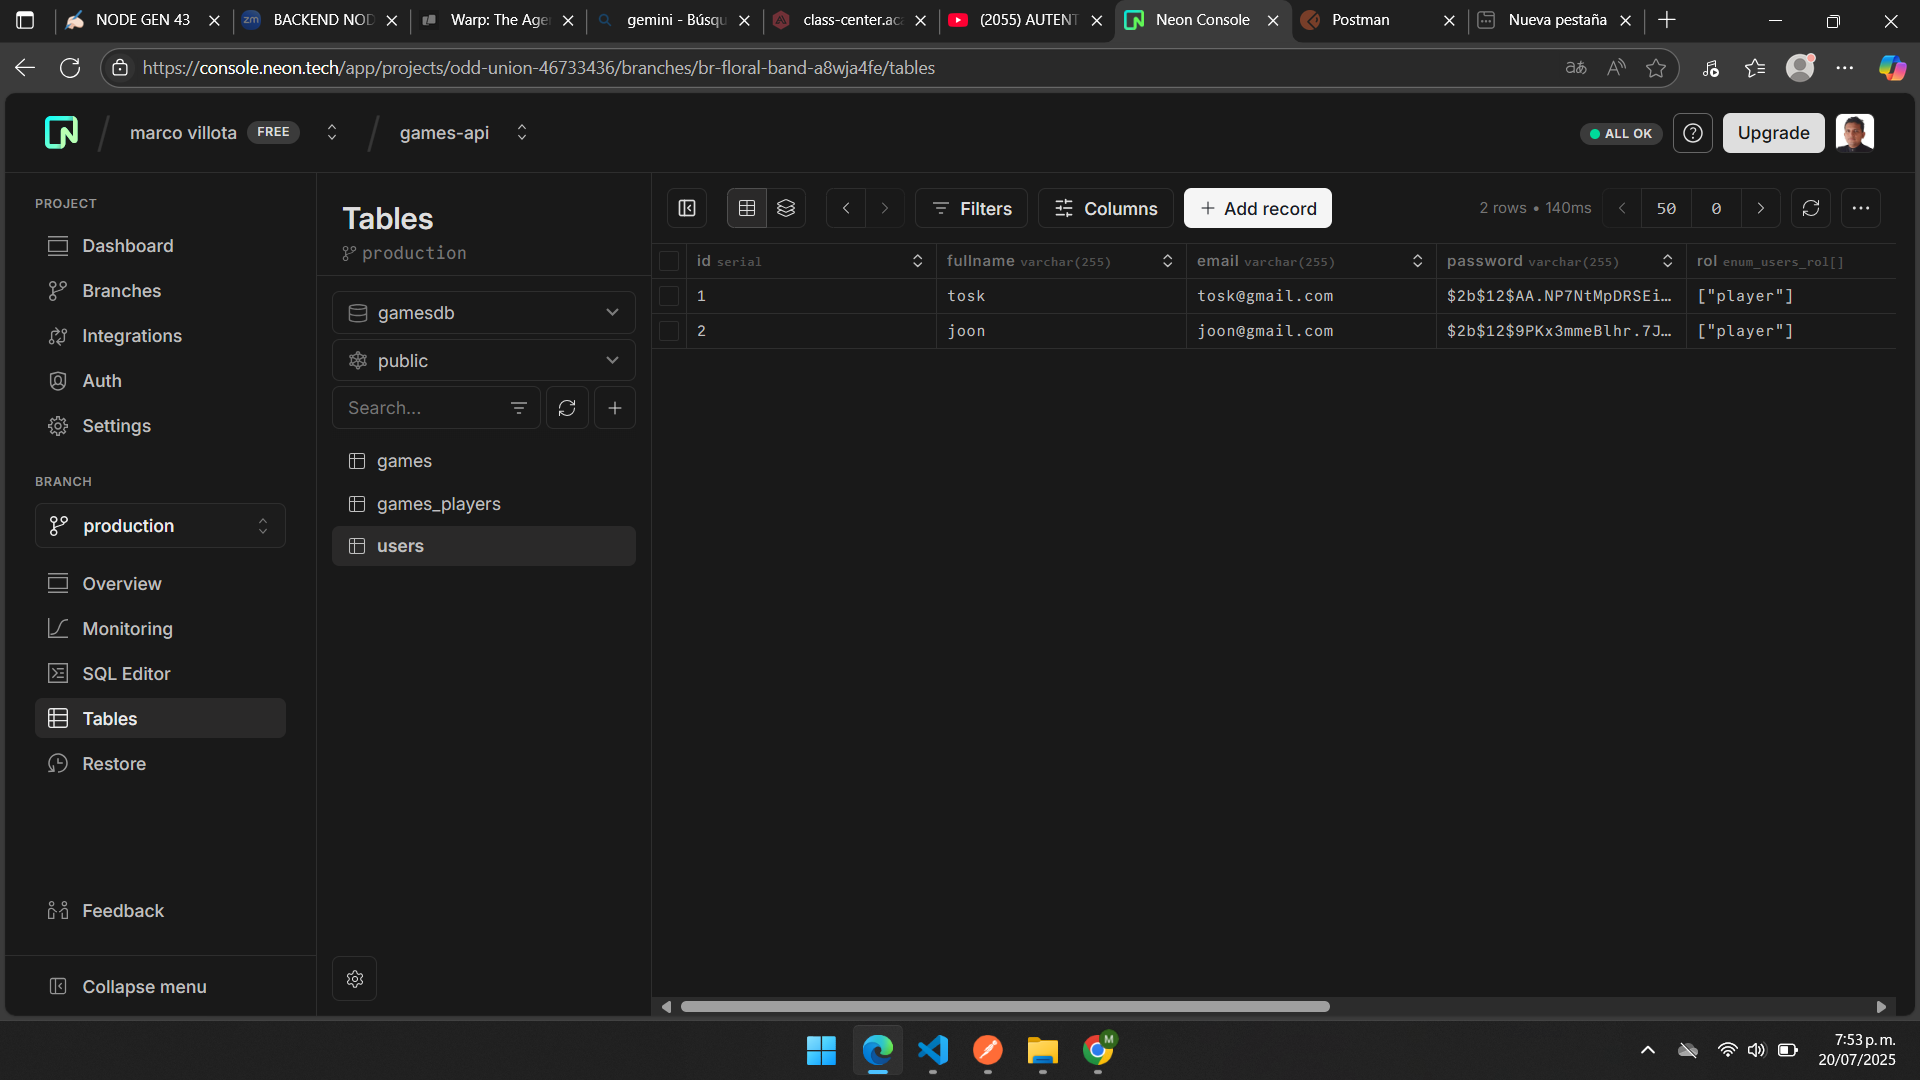 NODE GEN 43
zm
BACKEND NOD
Warp: The Age
gemini - Búsqu
class-center.aca
(2055) AUTENT
Neon Console
Postman
Nueva pestaña
https://console.neon.tech/app/projects/odd-union-46733436/branches/br-floral-band-a8wja4fe/tables
marco villota FREE
games-api
ALL OK
Upgrade
PROJECT
Dashboard
Branches
Integrations
Auth
Settings
BRANCH
production
Overview
Monitoring
SQL Editor
Tables
Restore
Feedback
Collapse menu
Tables
production
gamesdb
public
Search...
games
games_players
users
Filters
Columns
Add record
2 rows • 140ms
50
0
id serial fullname varchar(255) email varchar(255) password varchar(255) rol enum_users_rol[]
1 tosk tosk@gmail.com $2b$12$AA.NP7NtMpDRSEi… ["player"]
2 joon joon@gmail.com $2b$12$9PKx3mmeBlhr.7J… ["player"]
M
7:53 p. m.
20/07/2025